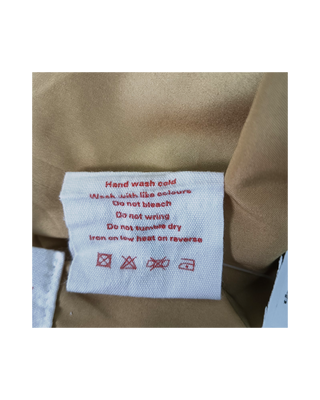 Hand wash cold
Wash with like colours
Do not bleach
Do not wring
Do not tumble dry
Iron on low heat on reverse